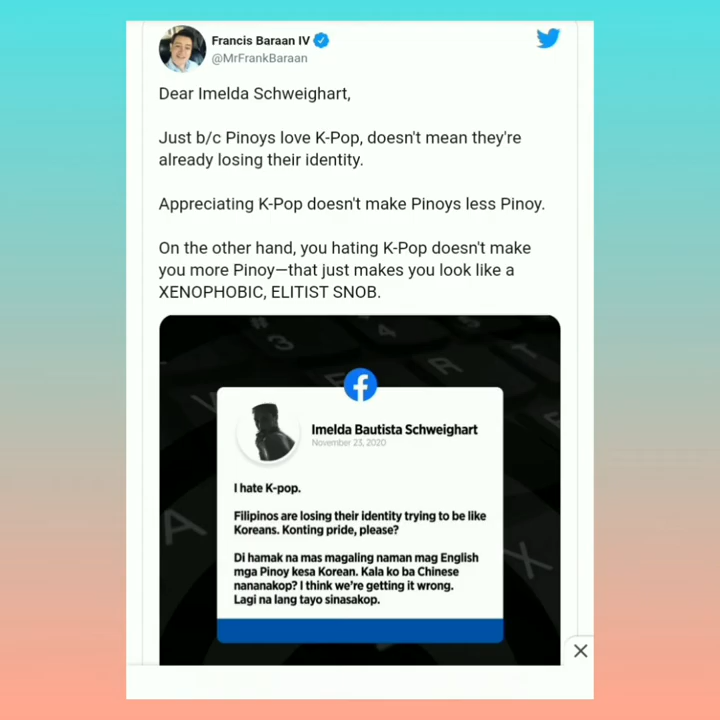 Francis Baraan IV
@MrFrankBaraan
Dear Imelda Schweighart,
Just b/c Pinoys love K-Pop, doesn't mean they're
already losing their identity.
Appreciating K-Pop doesn't make Pinoys less Pinoy.
On the other hand, you hating K-Pop doesn't make
you more Pinoy—that just makes you look like a
XENOPHOBIC, ELITIST SNOB.
Imelda Bautista Schweighart
November 23, 2020
I hate K-pop.
Filipinos are losing their identity trying to be like
Koreans. Konting pride, please?
Di hamak na mas magaling naman mag English
mga Pinoy kesa Korean. Kala ko ba Chinese
nananakop? I think we're getting it wrong.
Lagi na lang tayo sinasakop.